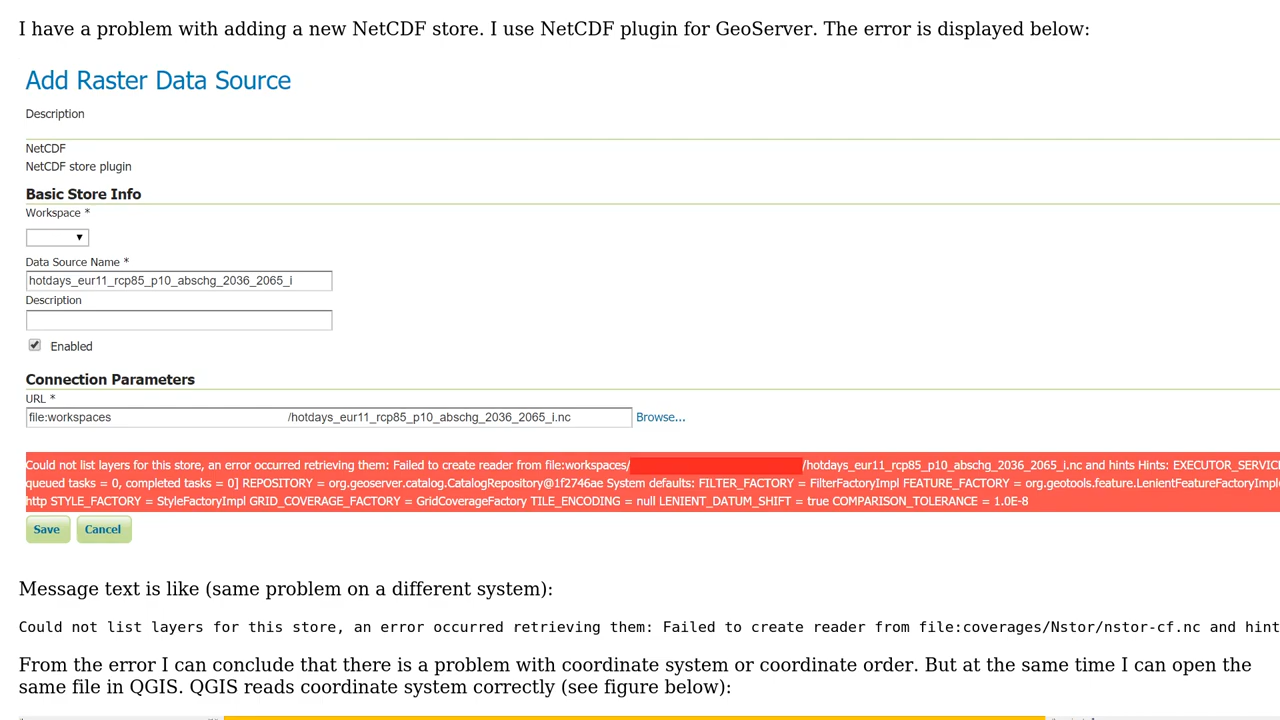 I have a problem with adding a new NetCDF store. I use NetCDF plugin for GeoServer. The error is displayed below:
Add Raster Data Source
Description
NetCDF
NetCDF store plugin
Basic Store Info
Workspace *
Data Source Name *
hotdays_eur11_rcp85_p10_abschg_2036_2065_i
Description
Enabled
Connection Parameters
URL *
file:workspaces /hotdays_eur11_rcp85_p10_abschg_2036_2065_i.nc Browse...
Could not list layers for this store, an error occurred retrieving them: Failed to create reader from file:workspaces/ /hotdays_eur11_rcp85_p10_abschg_2036_2065_i.nc and hints Hints: EXECUTOR_SERVIC
queued tasks = 0, completed tasks = 0] REPOSITORY = org.geoserver.catalog.CatalogRepository@1f2746ae System defaults: FILTER_FACTORY = FilterFactoryImpl FEATURE_FACTORY = org.geotools.feature.LenientFeatureFactoryImpl
http STYLE_FACTORY = StyleFactoryImpl GRID_COVERAGE_FACTORY = GridCoverageFactory TILE_ENCODING = null LENIENT_DATUM_SHIFT = true COMPARISON_TOLERANCE = 1.0E-8
Save Cancel
Message text is like (same problem on a different system):
Could not list layers for this store, an error occurred retrieving them: Failed to create reader from file:coverages/Nstor/nstor-cf.nc and hint
From the error I can conclude that there is a problem with coordinate system or coordinate order. But at the same time I can open the
same file in QGIS. QGIS reads coordinate system correctly (see figure below):